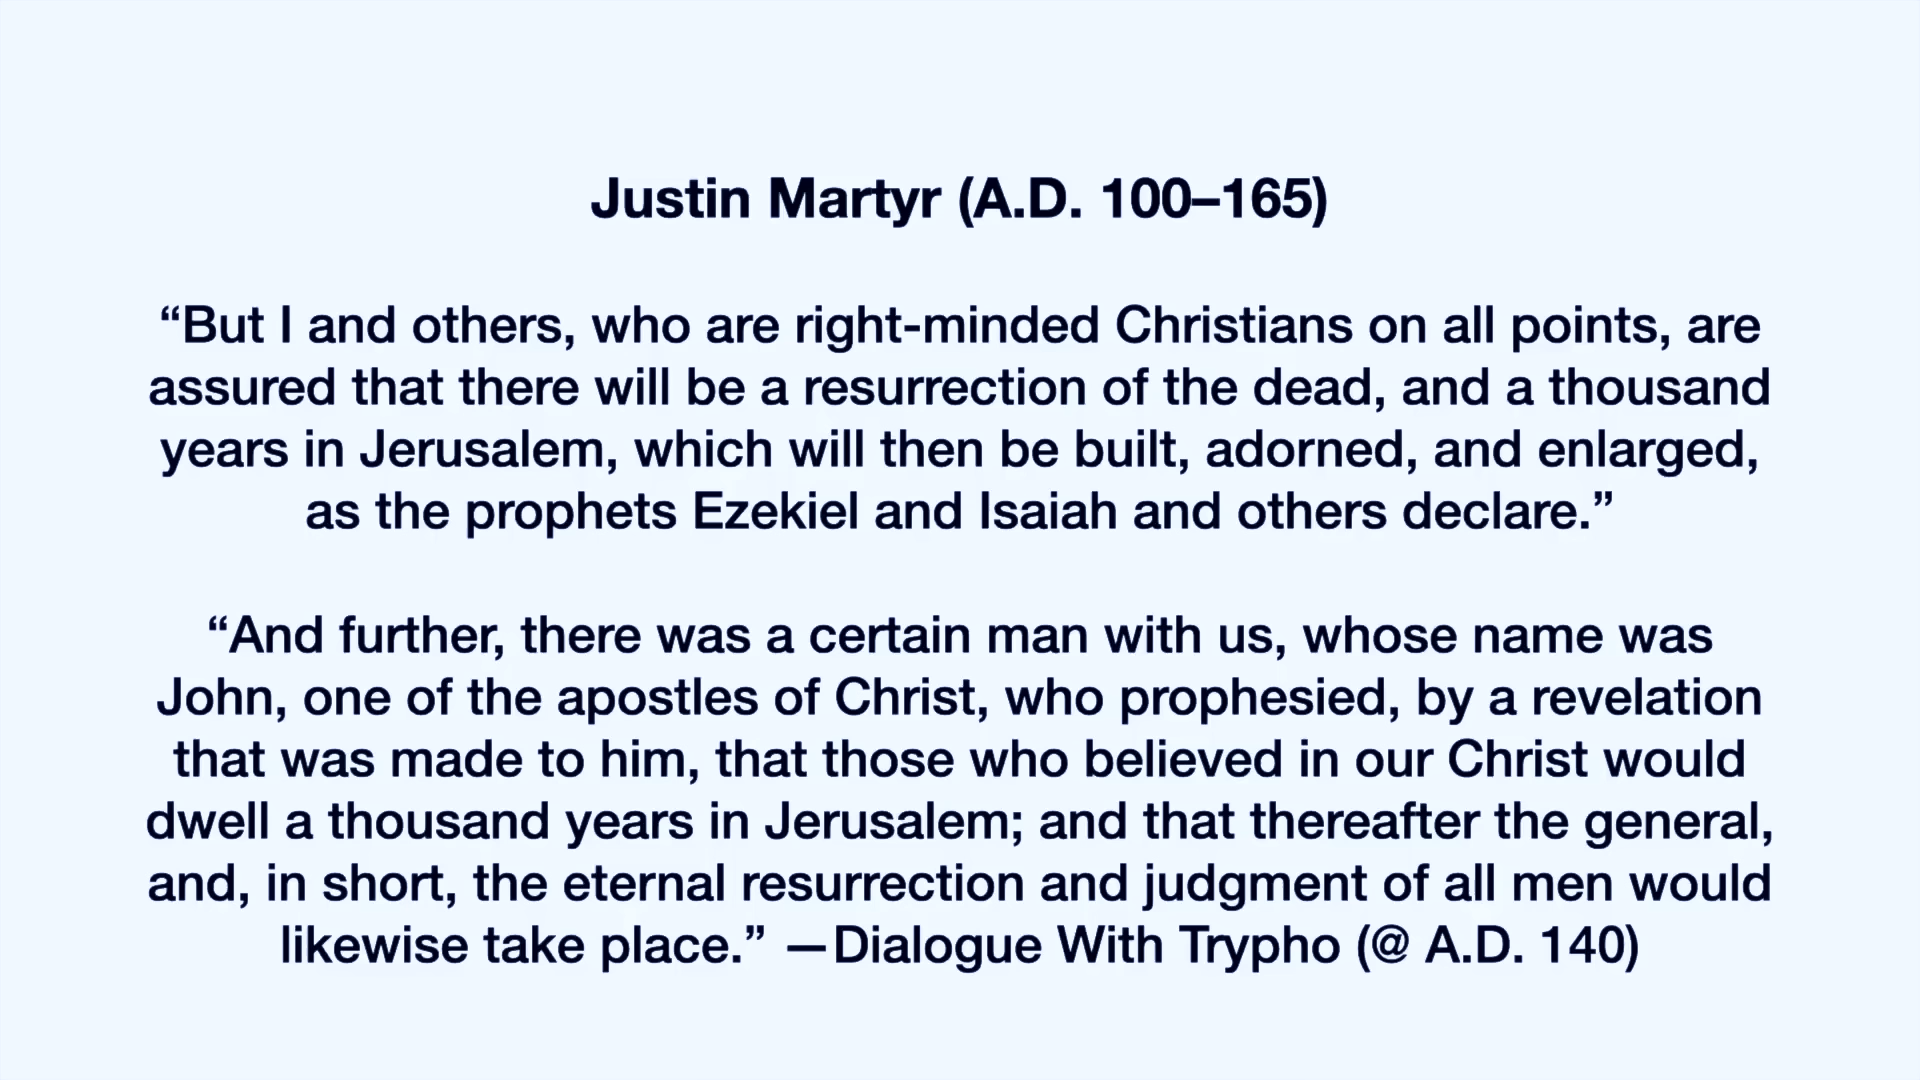 Justin Martyr (A.D. 100–165)
“But I and others, who are right-minded Christians on all points, are
assured that there will be a resurrection of the dead, and a thousand
years in Jerusalem, which will then be built, adorned, and enlarged,
as the prophets Ezekiel and Isaiah and others declare.”
“And further, there was a certain man with us, whose name was
John, one of the apostles of Christ, who prophesied, by a revelation
that was made to him, that those who believed in our Christ would
dwell a thousand years in Jerusalem; and that thereafter the general,
and, in short, the eternal resurrection and judgment of all men would
likewise take place.” —Dialogue With Trypho (@ A.D. 140)